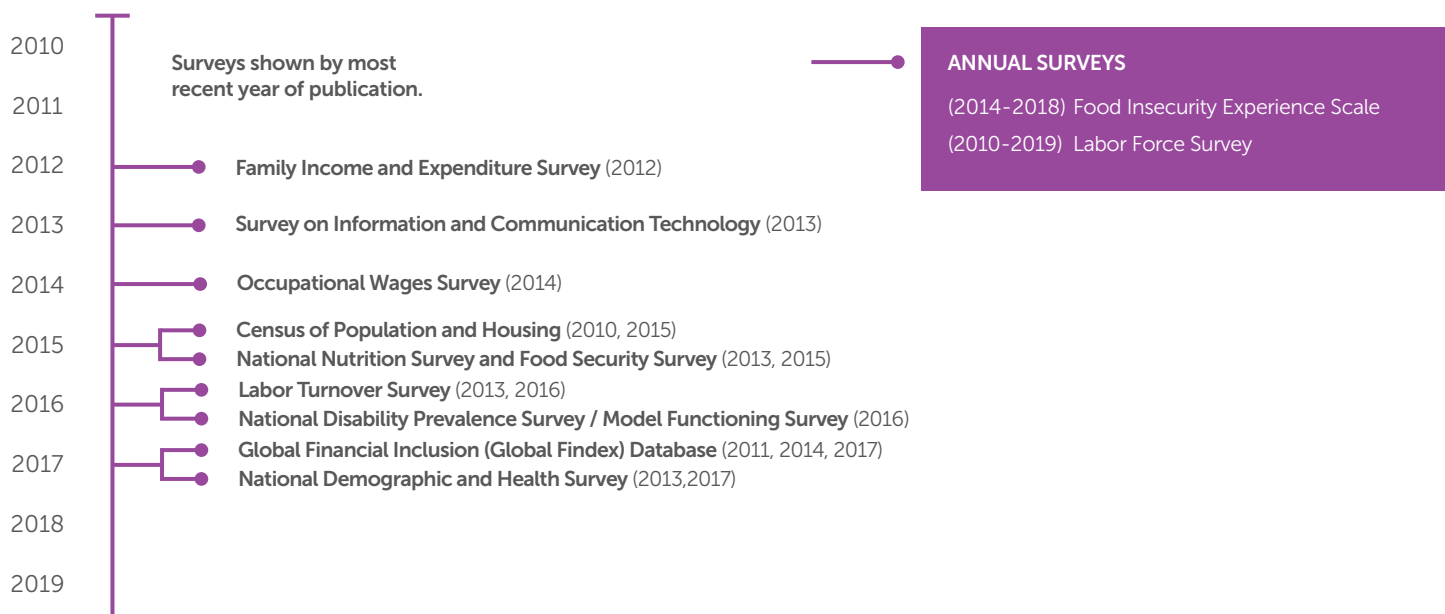 2010
Surveys shown by most
recent year of publication.
2011
2012
Family Income and Expenditure Survey (2012)
2013
Survey on Information and Communication Technology (2013)
2014
Occupational Wages Survey (2014)
2015
Census of Population and Housing (2010, 2015)
National Nutrition Survey and Food Security Survey (2013, 2015)
2016
Labor Turnover Survey (2013, 2016)
National Disability Prevalence Survey / Model Functioning Survey (2016)
2017
Global Financial Inclusion (Global Findex) Database (2011, 2014, 2017)
National Demographic and Health Survey (2013,2017)
2018
2019
ANNUAL SURVEYS
(2014-2018) Food Insecurity Experience Scale
(2010-2019) Labor Force Survey